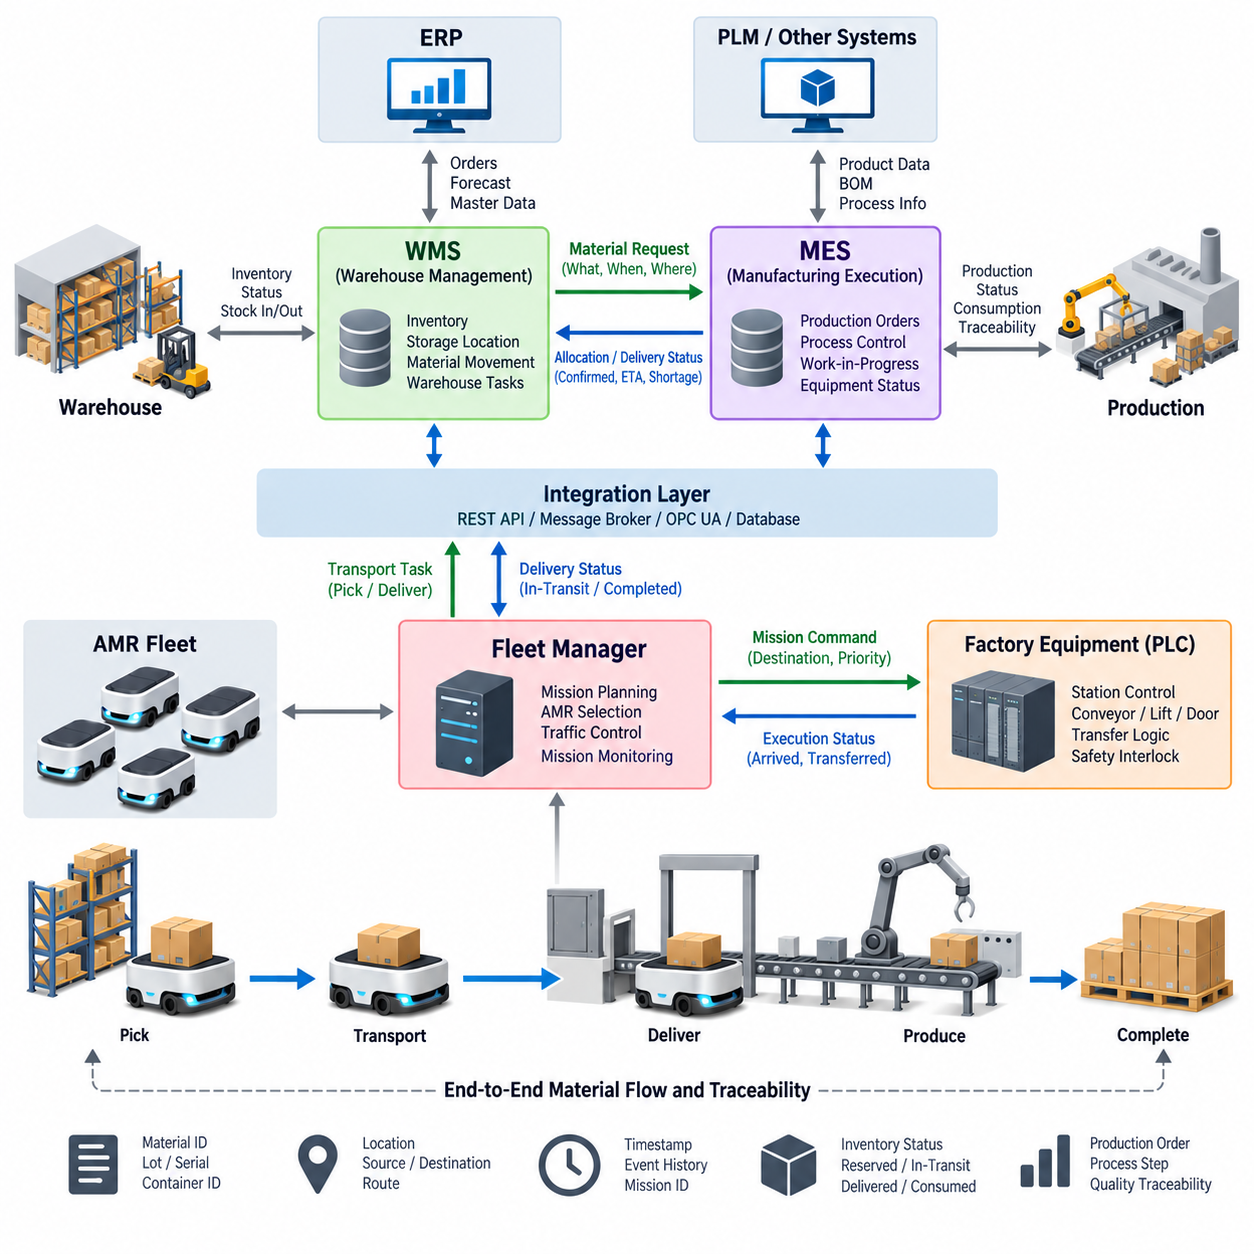 ERP
PLM / Other Systems
Orders
Forecast
Master Data
Product Data
BOM
Process Info
Warehouse
Inventory
Status
Stock In/Out
WMS
(Warehouse Management)
Inventory
Storage Location
Material Movement
Warehouse Tasks
Material Request
(What, When, Where)
Allocation / Delivery Status
(Confirmed, ETA, Shortage)
MES
(Manufacturing Execution)
Production Orders
Process Control
Work-in-Progress
Equipment Status
Production
Status
Consumption
Traceability
Production
Integration Layer
REST API / Message Broker / OPC UA / Database
Transport Task
(Pick / Deliver)
Delivery Status
(In-Transit / Completed)
AMR Fleet
Fleet Manager
Mission Planning
AMR Selection
Traffic Control
Mission Monitoring
Mission Command
(Destination, Priority)
Execution Status
(Arrived, Transferred)
Factory Equipment (PLC)
Station Control
Conveyor / Lift / Door
Transfer Logic
Safety Interlock
Pick
Transport
Deliver
Produce
Complete
End-to-End Material Flow and Traceability
Material ID
Lot / Serial
Container ID
Location
Source / Destination
Route
Timestamp
Event History
Mission ID
Inventory Status
Reserved / In-Transit
Delivered / Consumed
Production Order
Process Step
Quality Traceability